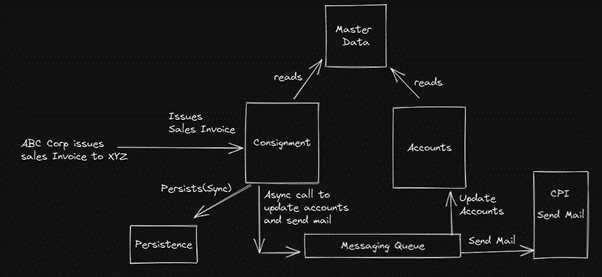 Master
Data
reads
reads
Issues
Sales Invoice
ABC Corp issues
sales Invoice to XYZ
Consignment
Accounts
Persists(Sync)
Async call to
update accounts
and send mail
Update
Accounts
CPI
Send Mail
Persistence
Messaging Queue
Send Mail